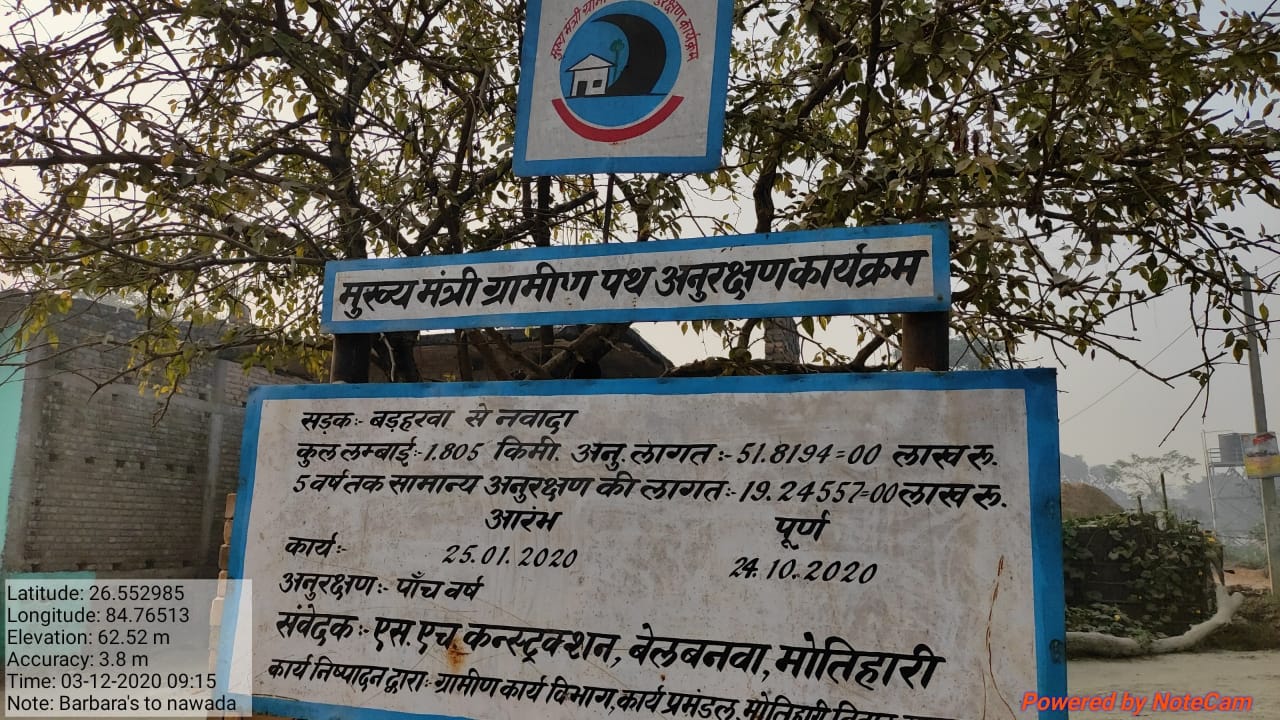 मुख्य मंत्री ग्रामीण पथ अनुरक्षण कार्यक्रम
सड़क:- बड़हरवा से नवादा
कुल लम्बाई:-1.805 किमी. अनु. लागत :-51.8194=00 लाख रू.
5 वर्ष तक सामान्य अनुरक्षण की लागत:-19.24557=00 लाख रू.
आरंभ पूर्ण
कार्य:- 25.01.2020 24.10.2020
अनुरक्षण:- पाँच वर्ष
संवेदक:- एस.एच कन्स्ट्रक्शन, बेलबनवा, मोतिहारी
कार्य निष्पादन द्वारा:- ग्रामीण कार्य विभाग, कार्य प्रमंडल, मोतिहारी
Latitude: 26.552985
Longitude: 84.76513
Elevation: 62.52 m
Accuracy: 3.8 m
Time: 03-12-2020 09:15
Note: Barbara's to nawada
Powered by NoteCam